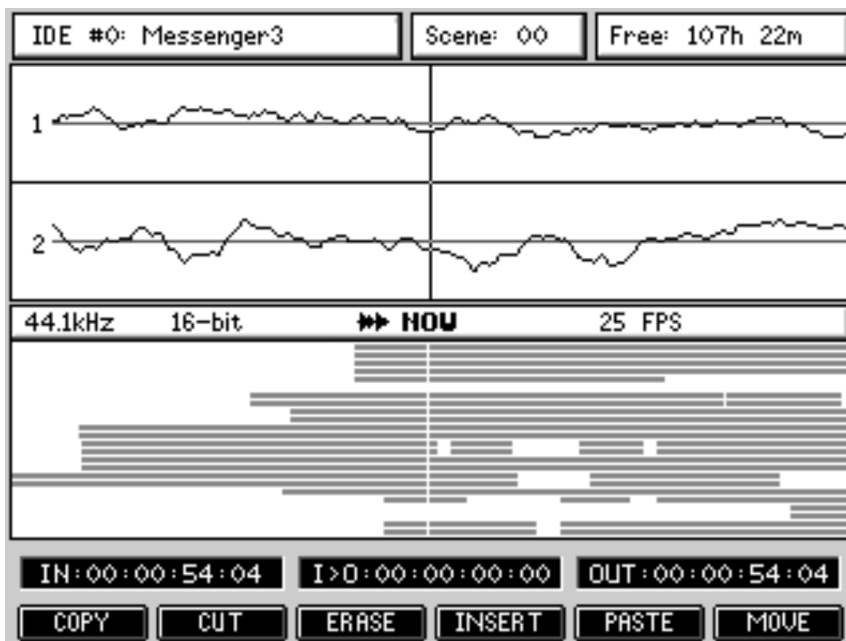 IDE #0: Messenger3 Scene: 00 Free: 107h 22m
1
2
44.1kHz 16-bit NOW 25 FPS
IN:00:00:54:04 I>O:00:00:00:00 OUT:00:00:54:04
COPY CUT ERASE INSERT PASTE MOVE